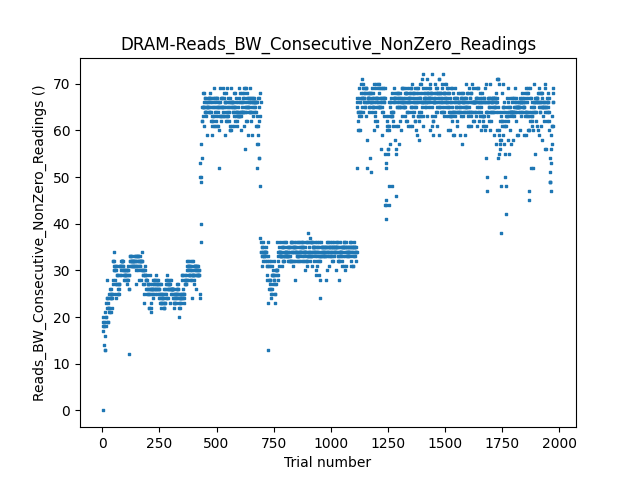 DRAM-Reads_BW_Consecutive_NonZero_Readings
Reads_BW_Consecutive_NonZero_Readings ()
70
60
50
40
30
20
10
0
0 250 500 750 1000 1250 1500 1750 2000
Trial number